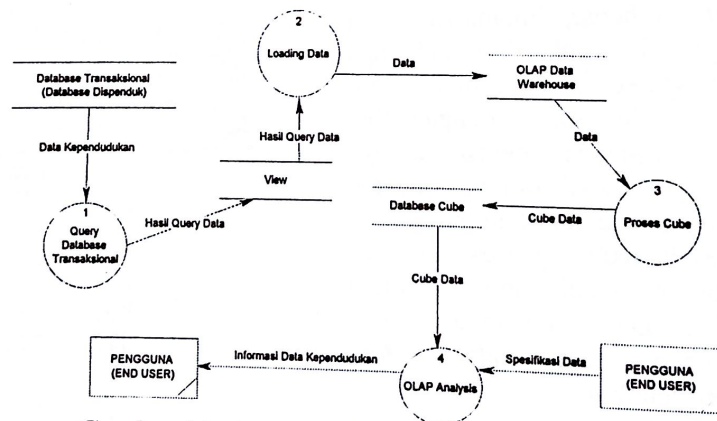 2
Loading Data
Data
Database Transaksional
(Database Dispenduk)
OLAP Data
Warehouse
Data Kependudukan
Hasil Query Data
Data
View
1
Query
Database
Transaksional
Hasil Query Data
3
Proses Cube
Cube Data
Database Cube
Cube Data
PENGGUNA
(END USER)
Informasi Data Kependudukan
4
OLAP Analysis
Spesifikasi Data
PENGGUNA
(END USER)